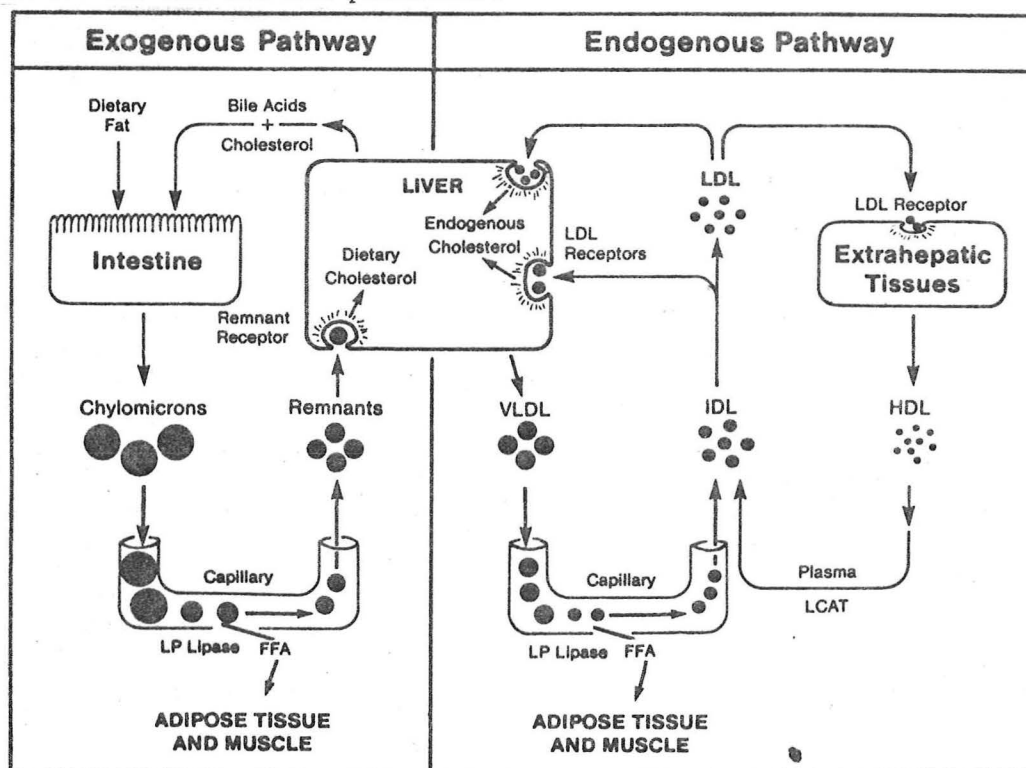 Exogenous Pathway
Endogenous Pathway
Dietary
Fat
Bile Acids
+
Cholesterol
LIVER
Intestine
Dietary
Cholesterol
Endogenous
Cholesterol
Remnant
Receptor
LDL
Receptors
LDL
LDL Receptor
Extrahepatic
Tissues
Chylomicrons
Remnants
VLDL
IDL
HDL
Capillary
LP Lipase
FFA
ADIPOSE TISSUE
AND MUSCLE
Capillary
LP Lipase
FFA
ADIPOSE TISSUE
AND MUSCLE
Plasma
LCAT